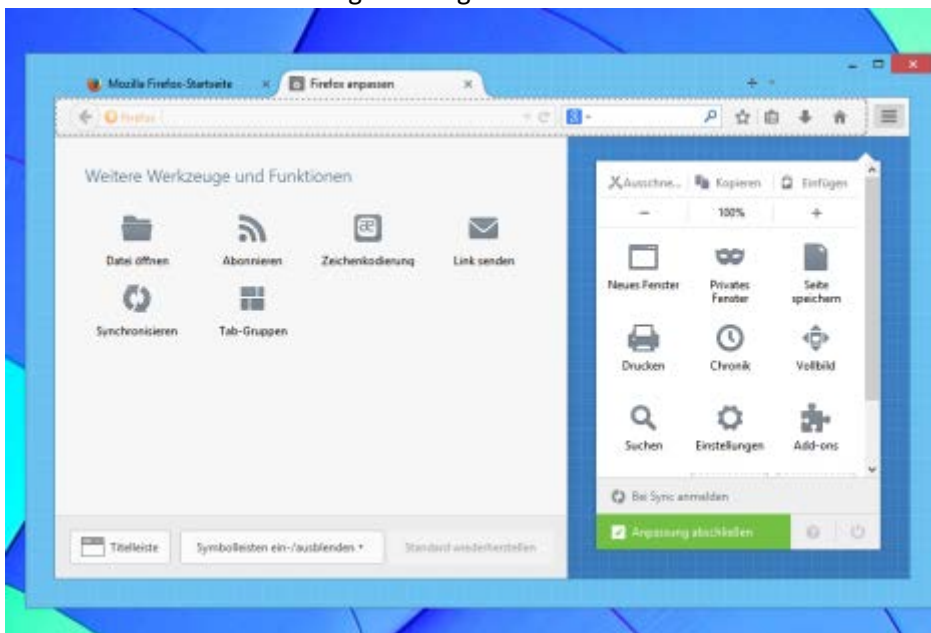 Mozilla Firefox-Startseite
Firefox anpassen
Firefox
Weitere Werkzeuge und Funktionen
Datei öffnen
Abonnieren
Zeichenkodierung
Link senden
Synchronisieren
Tab-Gruppen
Ausschne...
Kopieren
Einfügen
100%
Neues Fenster
Privates
Fenster
Seite
speichern
Drucken
Chronik
Vollbild
Suchen
Einstellungen
Add-ons
Bei Sync anmelden
Anpassung abschließen
Titelleiste
Symbolleisten ein-/ausblenden
Standard wiederherstellen